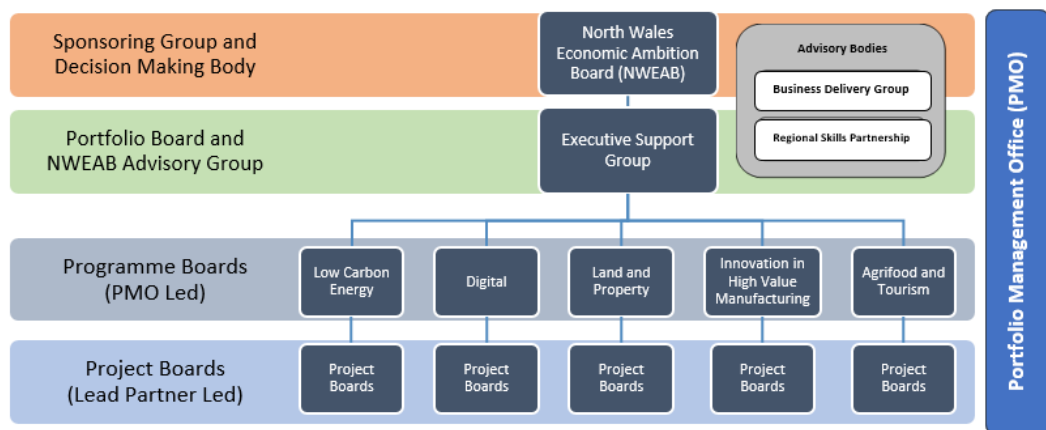 Sponsoring Group and
Decision Making Body
North Wales
Economic Ambition
Board (NWEAB)
Advisory Bodies
Business Delivery Group
Regional Skills Partnership
Portfolio Board and
NWEAB Advisory Group
Executive Support
Group
Programme Boards
(PMO Led)
Low Carbon
Energy
Digital
Land and
Property
Innovation in
High Value
Manufacturing
Agrifood and
Tourism
Project Boards
(Lead Partner Led)
Project
Boards
Project
Boards
Project
Boards
Project
Boards
Project
Boards
Portfolio Management Office (PMO)